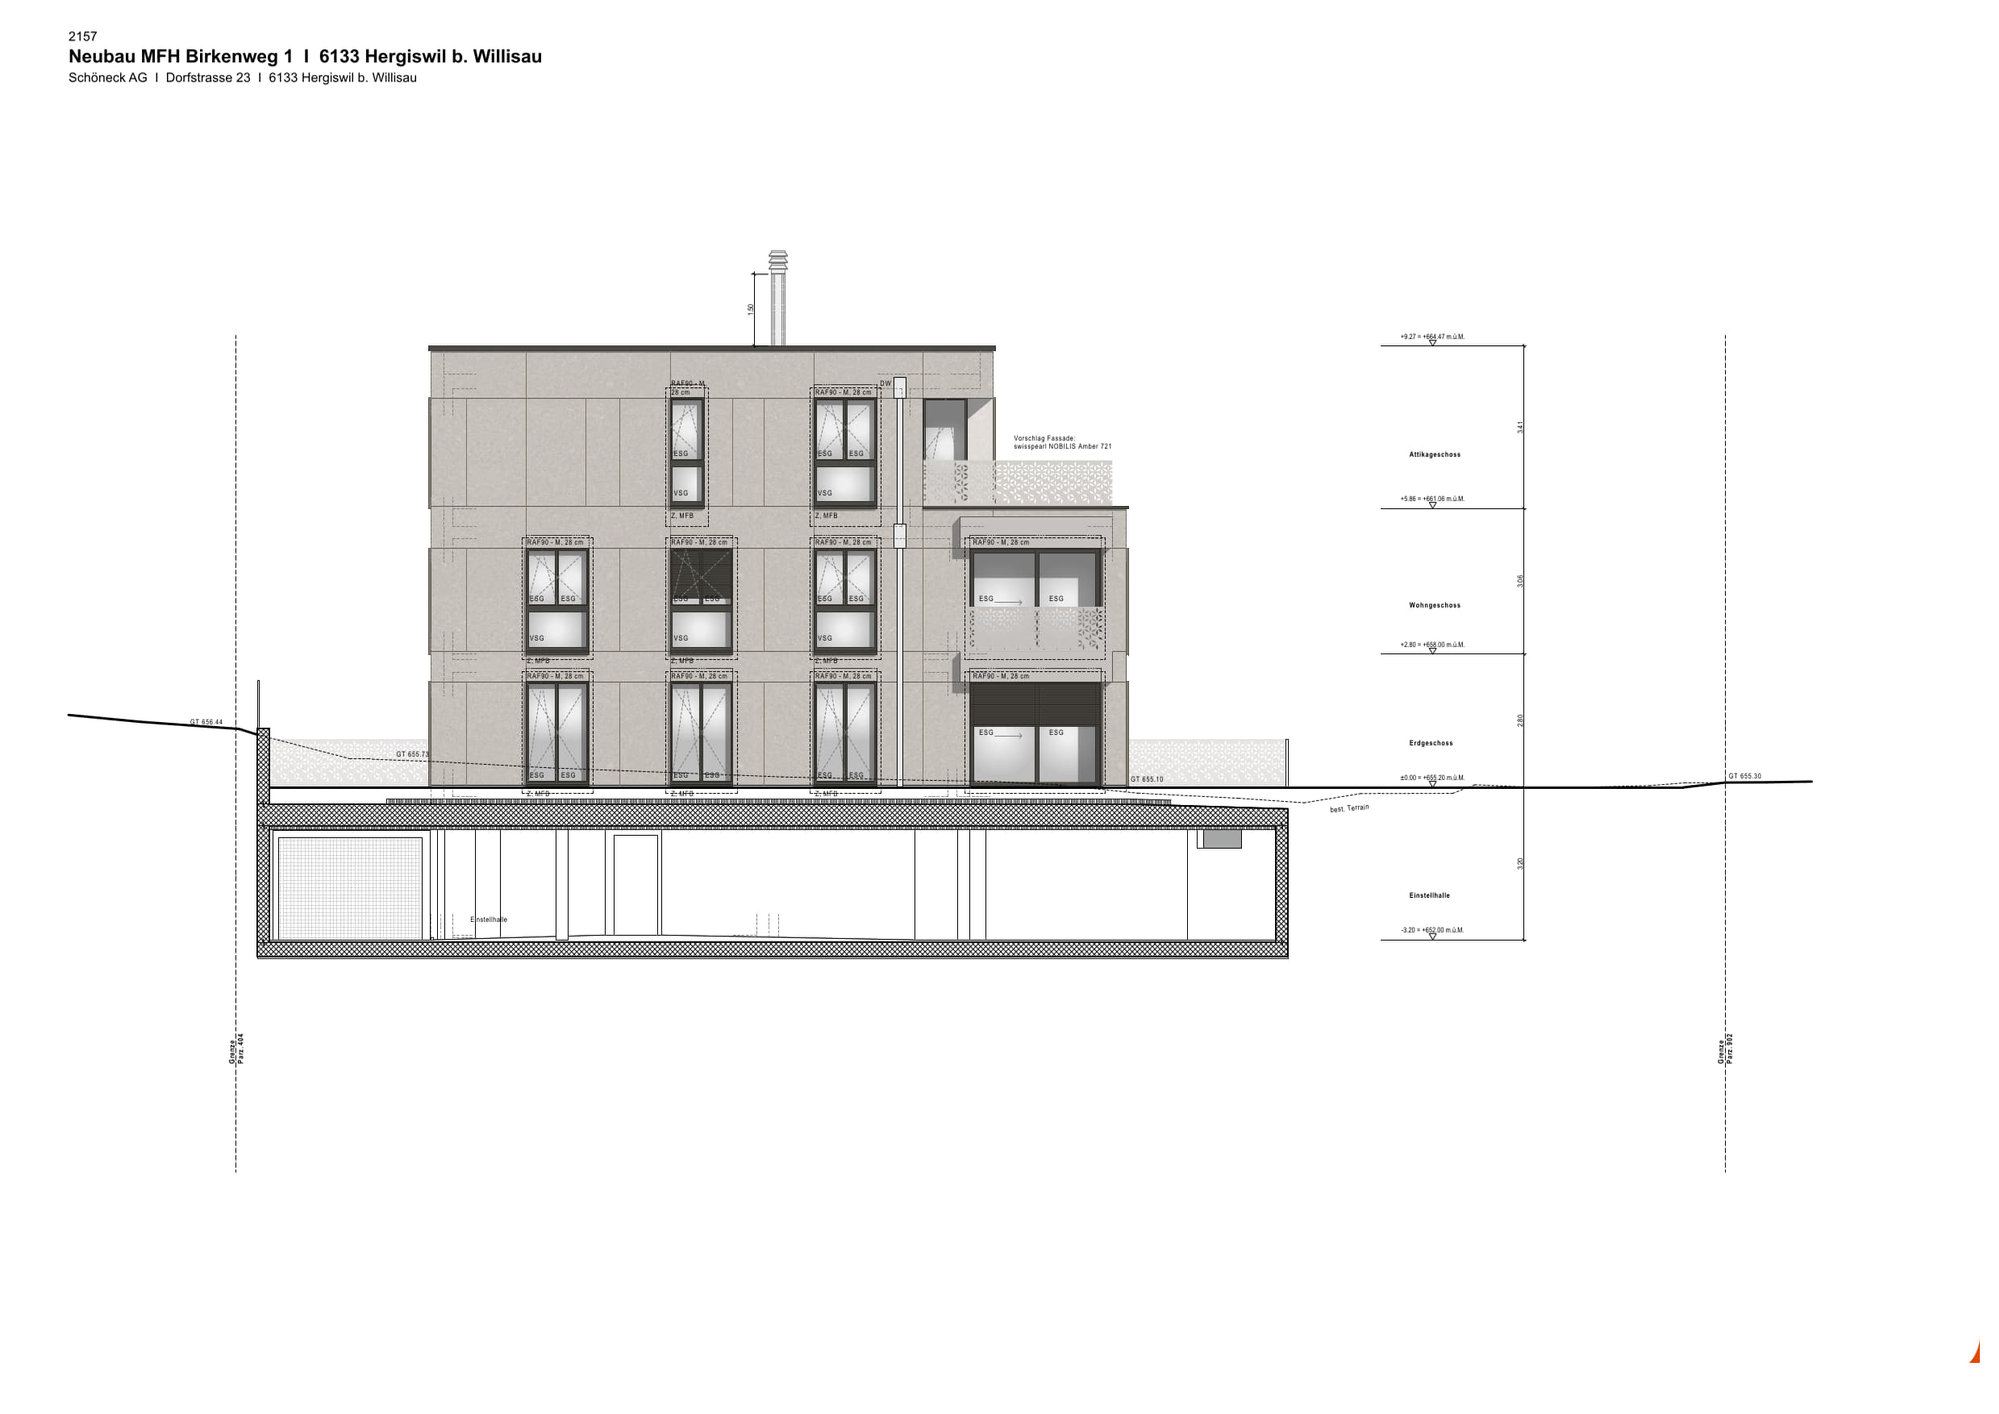 2157
Neubau MFH Birkenweg 1 I 6133 Hergiswil b. Willisau
Schöneck AG I Dorfstrasse 23 I 6133 Hergiswil b. Willisau
1.50
+9.27 = +664.47 m.ü.M.
RAF90 - M,
28 cm
RAF90 - M, 28 cm
DW
3.41
Vorschlag Fassade:
swisspearl NOBILIS Amber 721
ESG
ESG ESG
Attikageschoss
VSG
VSG
+5.86 = +661.06 m.ü.M.
Z, MFB
Z, MFB
RAF90 - M, 28 cm
RAF90 - M, 28 cm
RAF90 - M, 28 cm
RAF90 - M, 28 cm
3.06
ESG ESG
ESG ESG
ESG ESG
ESG ESG
Wohngeschoss
VSG
VSG
VSG
+2.80 = +658.00 m.ü.M.
Z, MFB
Z, MFB
Z, MFB
RAF90 - M, 28 cm
RAF90 - M, 28 cm
RAF90 - M, 28 cm
RAF90 - M, 28 cm
GT 656.44
2.80
ESG ESG
Erdgeschoss
GT 655.73
ESG ESG
ESG ESG
ESG ESG
GT 655.10
±0.00 = +655.20 m.ü.M.
GT 655.30
Z, MFB
Z, MFB
Z, MFB
best. Terrain
3.20
Einstellhalle
Einstellhalle
-3.20 = +652.00 m.ü.M.
Grenze
Parz. 404
Grenze
Parz. 902